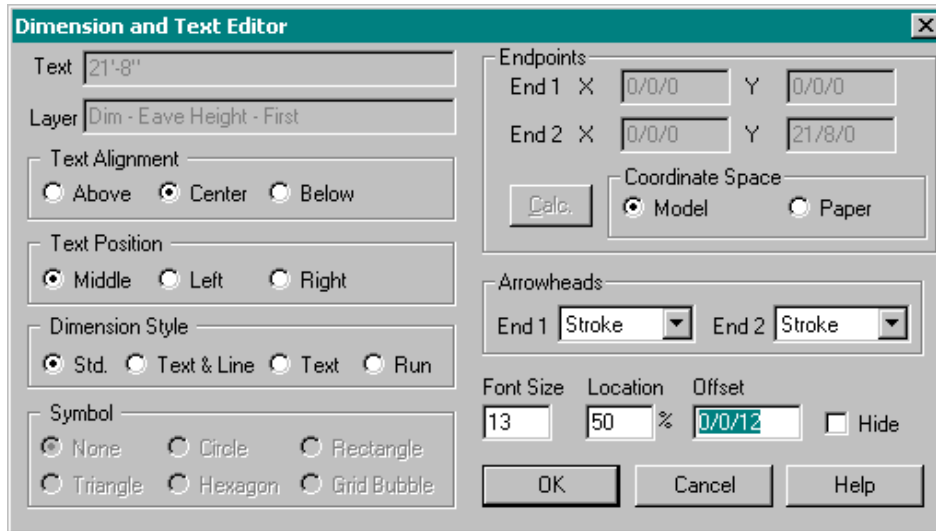 Dimension and Text Editor
Text 21'-8"
Layer Dim - Eave Height - First
Text Alignment
Above Center Below
Text Position
Middle Left Right
Dimension Style
Std. Text & Line Text Run
Symbol
None Circle Rectangle
Triangle Hexagon Grid Bubble
Endpoints
End 1 X 0/0/0 Y 0/0/0
End 2 X 0/0/0 Y 21/8/0
Calc.
Coordinate Space
Model Paper
Arrowheads
End 1 Stroke End 2 Stroke
Font Size Location Offset
13 50 % 0/0/12 Hide
OK Cancel Help